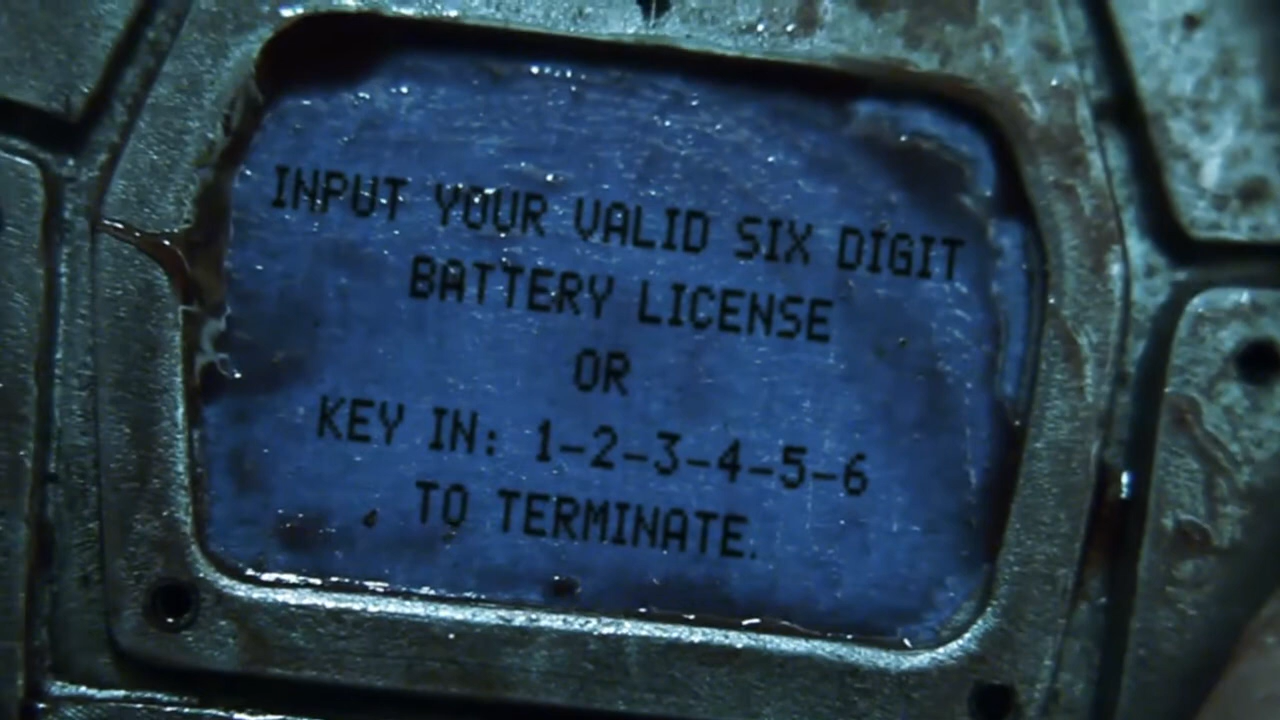 INPUT YOUR VALID SIX DIGIT
BATTERY LICENSE
OR
KEY IN: 1-2-3-4-5-6
TO TERMINATE.